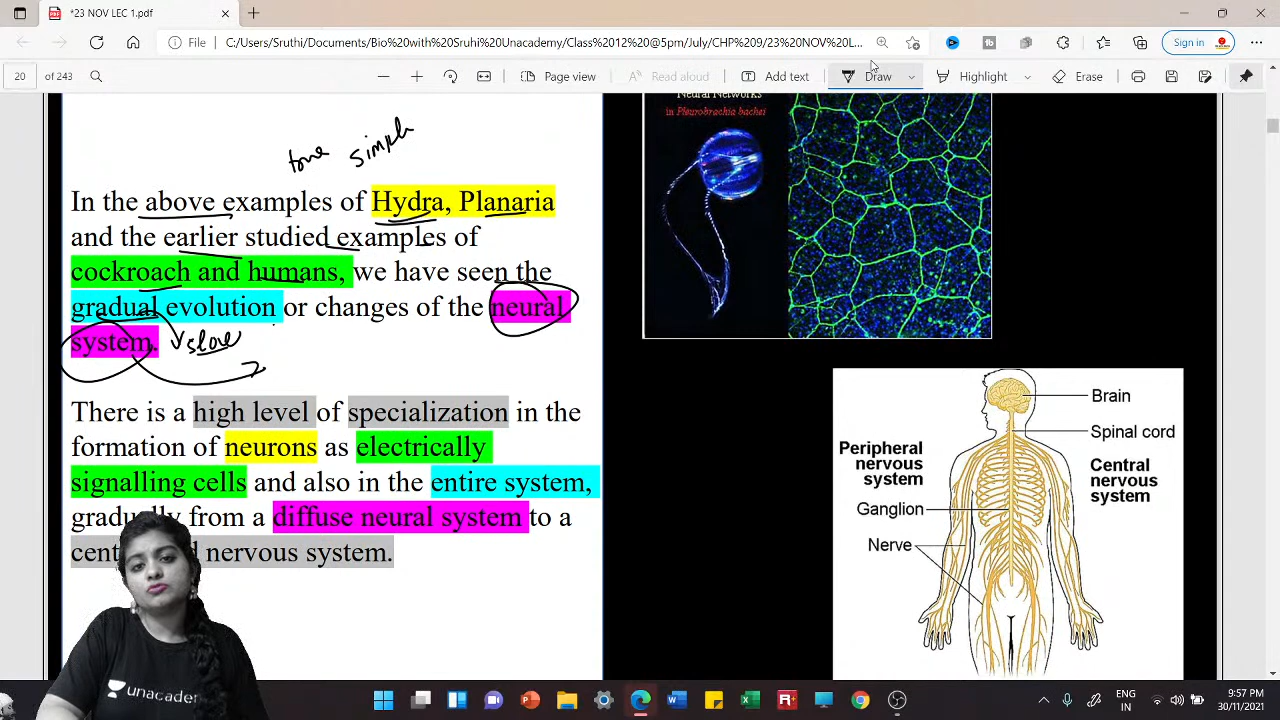 *23 NOV LEC 1.pdf
File
C:/Users/Sruthi/Documents/Bio%20with%20Sruhi%20Unacademy/Class%2012%20@5pm/July/CHP%209/23%20NOV%20L...
Sign in
20 of 243
Page view
Read aloud
Add text
Draw
Highlight
Erase
Neural Networks
in Pleurobrachia bachei
simple
In the above examples of Hydra, Planaria
and the earlier studied examples of
cockroach and humans, we have seen the
gradual evolution or changes of the neural
system.
slow
There is a high level of specialization in the
formation of neurons as electrically
signalling cells and also in the entire system,
gradually from a diffuse neural system to a
nervous system.
Brain
Spinal cord
Peripheral
nervous
system
Central
nervous
system
Ganglion
Nerve
unacademy
ENG
IN
9:57 PM
30/11/2021